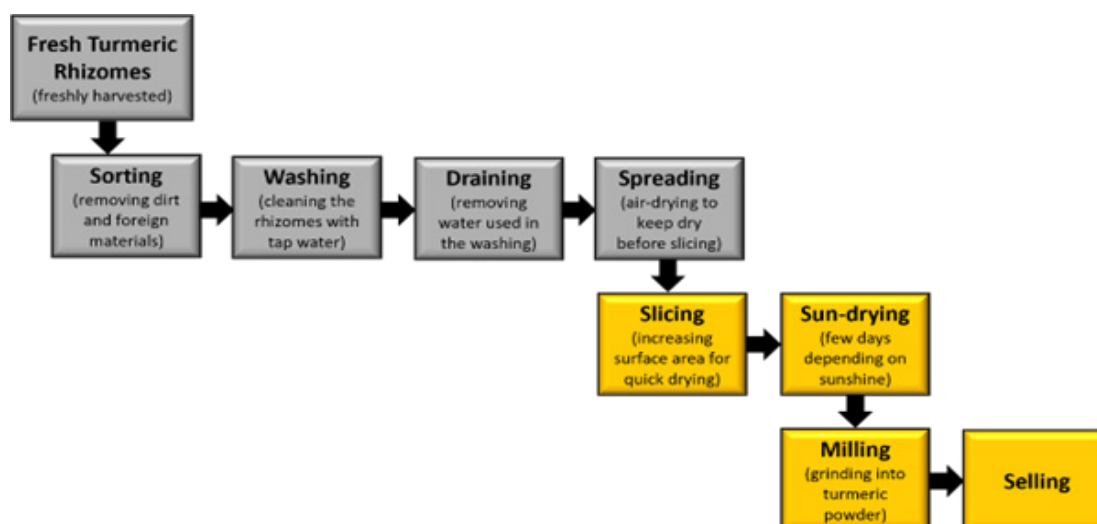 Fresh Turmeric
Rhizomes
(freshly harvested)
Sorting
(removing dirt
and foreign
materials)
Washing
(cleaning the
rhizomes with
tap water)
Draining
(removing
water used in
the washing)
Spreading
(air-drying to
keep dry
before slicing)
Slicing
(increasing
surface area for
quick drying)
Sun-drying
(few days
depending on
sunshine)
Milling
(grinding into
turmeric
powder)
Selling